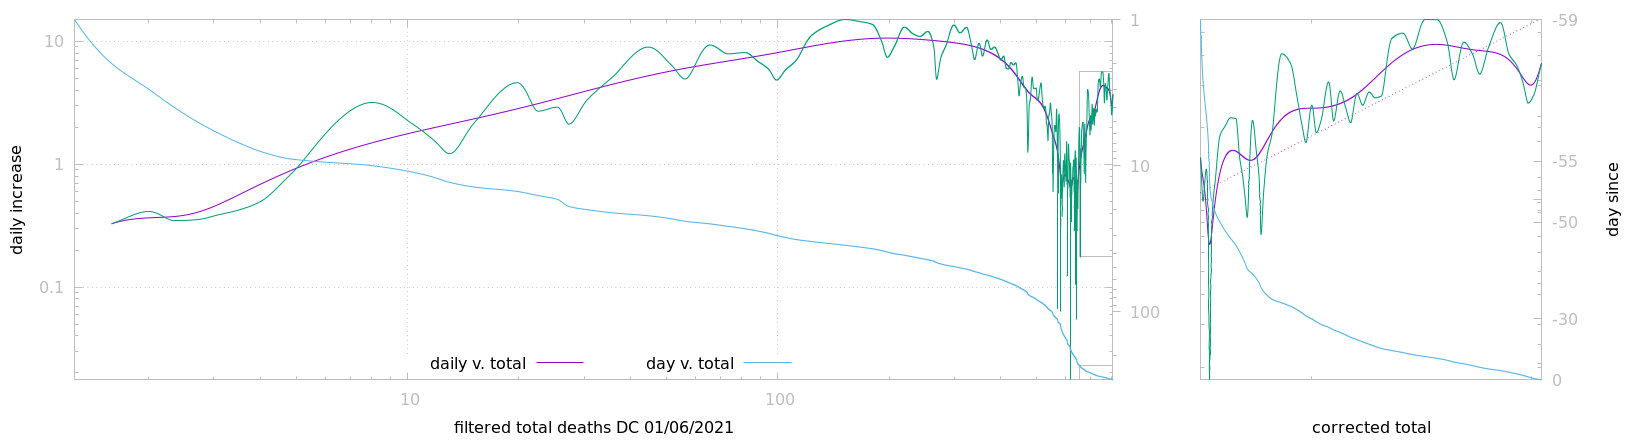 10
1
0.1
daily increase
10
100
filtered total deaths DC 01/06/2021
daily v. total
day v. total
1
10
100
-59
-55
-50
-30
0
day since
corrected total